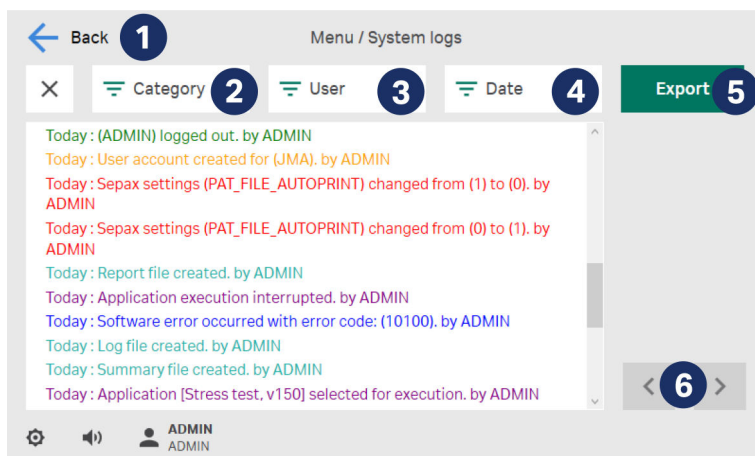 Back 1 Menu / System logs
Category 2 User 3 Date 4 Export 5
Today : (ADMIN) logged out. by ADMIN
Today : User account created for (JMA). by ADMIN
Today : Sepax settings (PAT_FILE_AUTOPRINT) changed from (1) to (0). by
ADMIN
Today : Sepax settings (PAT_FILE_AUTOPRINT) changed from (0) to (1). by
ADMIN
Today : Report file created. by ADMIN
Today : Application execution interrupted. by ADMIN
Today : Software error occurred with error code: (10100). by ADMIN
Today : Log file created. by ADMIN
Today : Summary file created. by ADMIN
Today : Application [Stress test, v150] selected for execution. by ADMIN
6
ADMIN
ADMIN